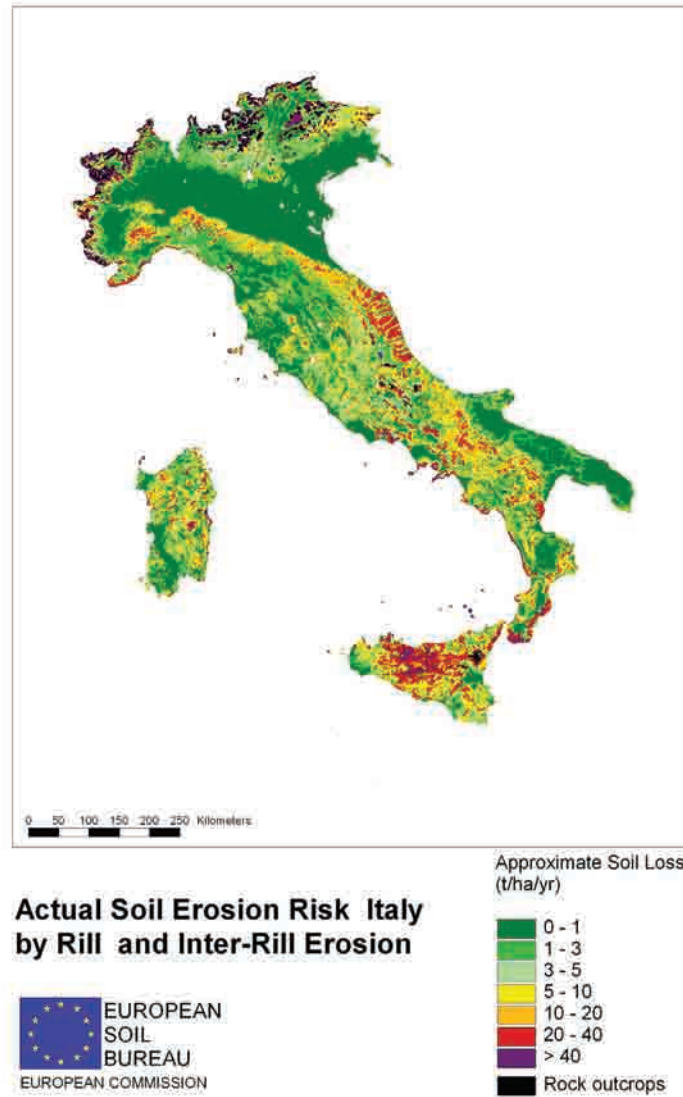 0 50 100 150 200 250 Kilometers
Actual Soil Erosion Risk Italy
by Rill and Inter-Rill Erosion
EUROPEAN
SOIL
BUREAU
EUROPEAN COMMISSION
Approximate Soil Loss
(t/ha/yr)
0 - 1
1 - 3
3 - 5
5 - 10
10 - 20
20 - 40
> 40
Rock outcrops